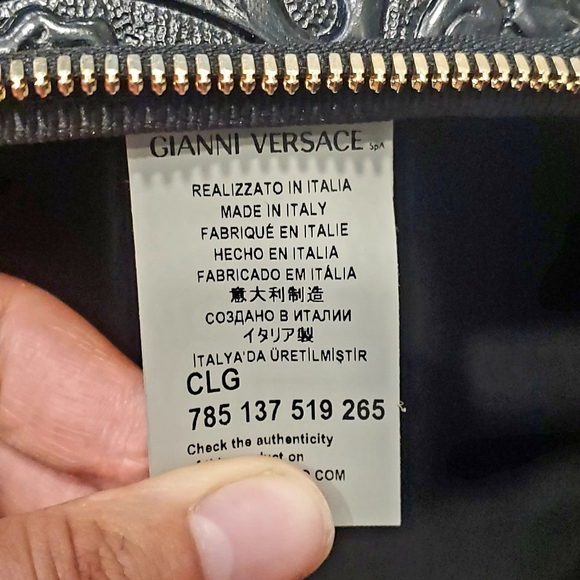 GIANNI VERSACE SpA
REALIZZATO IN ITALIA
MADE IN ITALY
FABRIQUÉ EN ITALIE
HECHO EN ITALIA
FABRICADO EM ITÁLIA
意大利制造
СОЗДАНО В ИТАЛИИ
イタリア製
İTALYA'DA ÜRETİLMİŞTİR
CLG
785 137 519 265
Check the authenticity
on
.COM